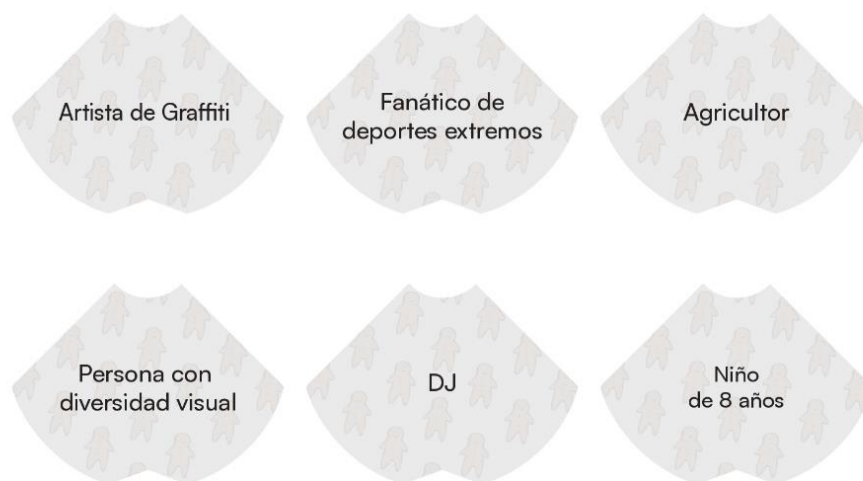 Artista de Graffiti
Fanático de
deportes extremos
Agricultor
Persona con
diversidad visual
DJ
Niño
de 8 años